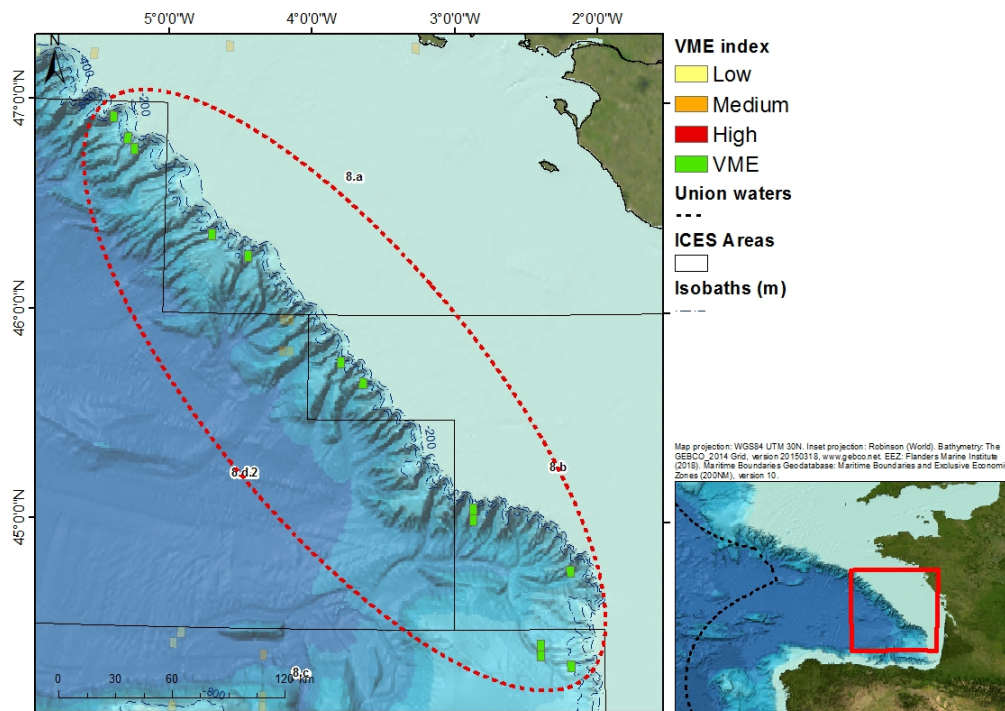 5°0'0"W 4°0'0"W 3°0'0"W 2°0'0"W
47°0'0"N
46°0'0"N
45°0'0"N
N
-400
-200
8.a
8.b
-200
8.d.2
8.c
-800
0 30 60 120 Km
VME index
Low
Medium
High
VME
Union waters
ICES Areas
Isobaths (m)
Map projection: WGS84 UTM 30N. Inset projection: Robinson (World). Bathymetry: The
GEBCO_2014 Grid, version 20150318, www.gebco.net. EEZ: Flanders Marine Institute
(2018). Maritime Boundaries Geodatabase: Maritime Boundaries and Exclusive Economi
Zones (200NM), version 10.